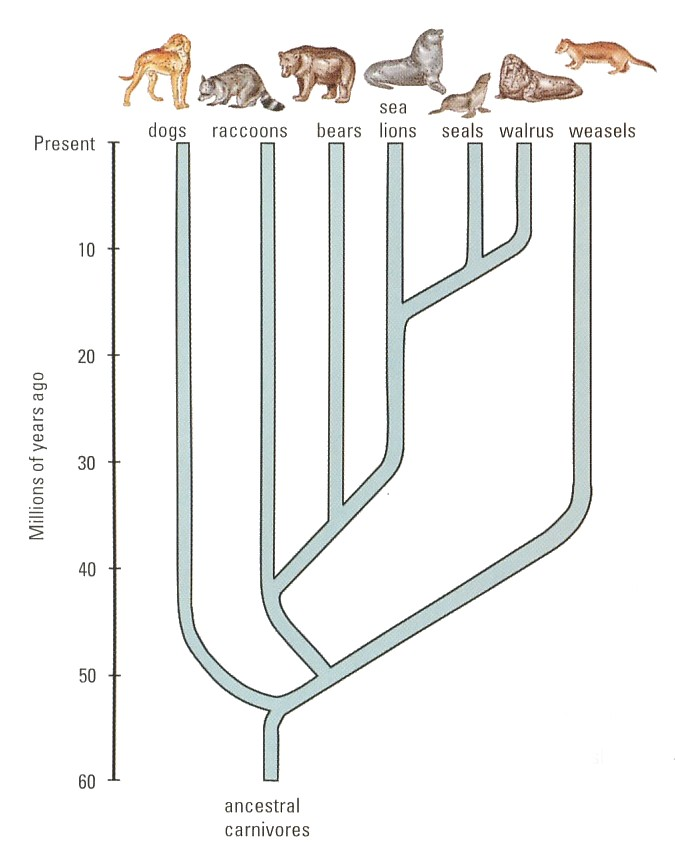 dogs raccoons bears sea lions seals walrus weasels
Present
10
20
30
40
50
60
Millions of years ago
ancestral
carnivores